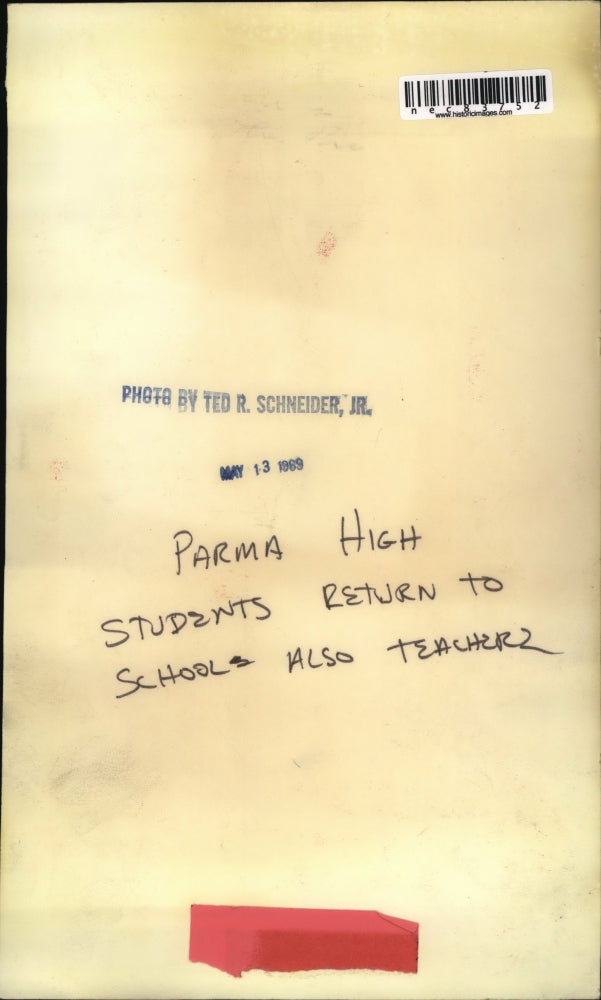 nec83752
www.historicimages.com
PHOTO BY TED R. SCHNEIDER, JR.
MAY 13 1969
PARMA HIGH
STUDENTS RETURN TO
SCHOOLS ALSO TEACHERS